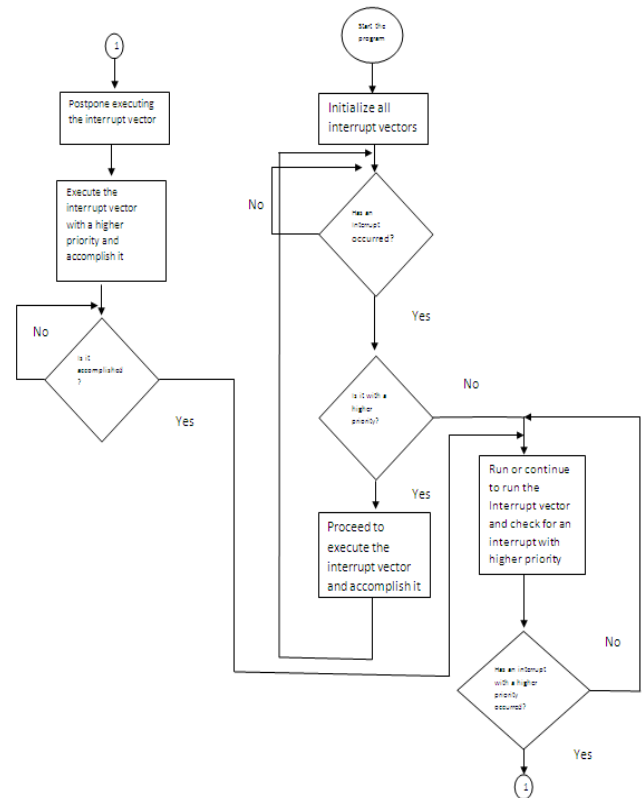 1
Postpone executing
the interrupt vector
Execute the
interrupt vector
with a higher
priority and
accomplish it
No
Is it
accomplished
?
Yes
Start the
program
Initialize all
interrupt vectors
No
Has an
interrupt
occurred?
Yes
Is it with a
higher
priority?
No
Yes
Proceed to
execute the
interrupt vector
and accomplish it
Run or continue
to run the
Interrupt vector
and check for an
interrupt with
higher priority
No
Has an interrupt
with a higher
priority
occurred?
Yes
1